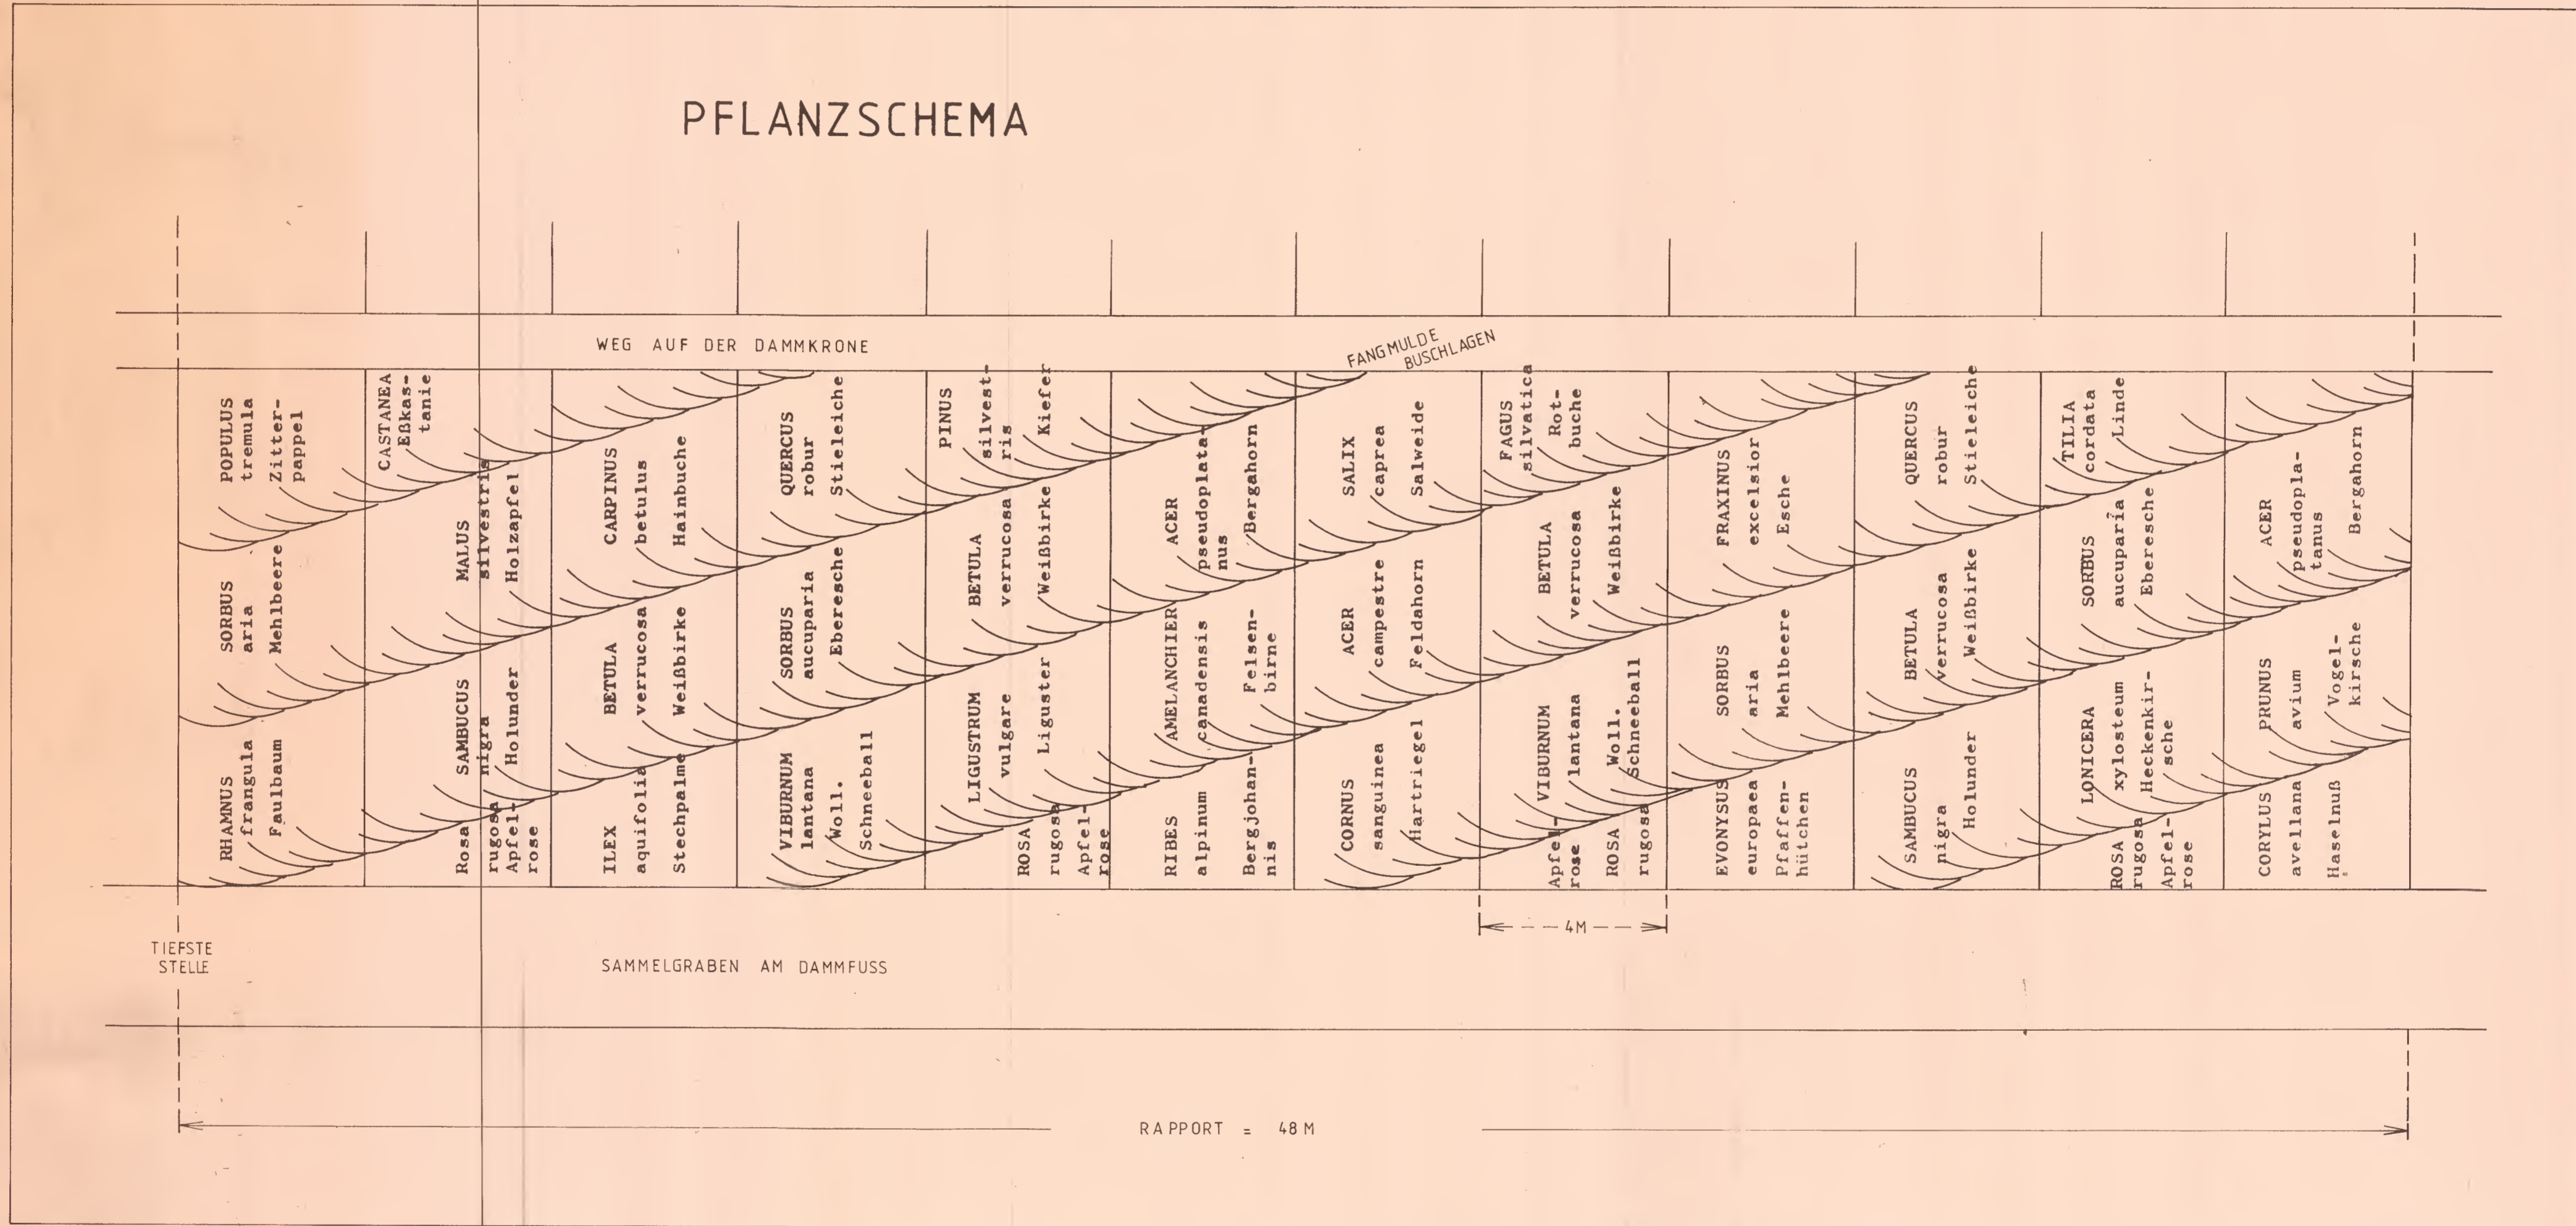 PFLANZSCHEMA
WEG AUF DER DAMMKRONE
FANGMULDE
BUSCHLAGEN
POPULUS
tremula
Zitter-
pappel
SORBUS
aria
Mehlbeere
RHAMNUS
frangula
Faulbaum
CASTANEA
Eßkas-
tanie
MALUS
silvestris
Holzapfel
SAMBUCUS
nigra
Holunder
Rosa
rugosa
Apfel-
rose
CARPINUS
betulus
Hainbuche
BETULA
verrucosa
Weißbirke
ILEX
aquifolia
Stechpalme
QUERCUS
robur
Stieleiche
SORBUS
aucuparia
Eberesche
VIBURNUM
lantana
Woll.
Schneeball
PINUS
silvest-
ris
Kiefer
BETULA
verrucosa
Weißbirke
LIGUSTRUM
vulgare
Liguster
ROSA
rugosa
Apfel-
rose
ACER
pseudoplata-
nus
Bergahorn
AMELANCHIER
canadensis
Felsen-
birne
RIBES
alpinum
Bergjohan-
nis
SALIX
caprea
Salweide
ACER
campestre
Feldahorn
CORNUS
sanguinea
Hartriegel
FAGUS
silvatica
Rot-
buche
BETULA
verrucosa
Weißbirke
VIBURNUM
lantana
Woll.
Schneeball
Apfel-
rose
ROSA
rugosa
FRAXINUS
excelsior
Esche
SORBUS
aria
Mehlbeere
EVONYSUS
europaea
Pfaffen-
hütchen
QUERCUS
robur
Stieleiche
BETULA
verrucosa
Weißbirke
SAMBUCUS
nigra
Holunder
TILIA
cordata
Linde
SORBUS
aucuparia
Eberesche
LONICERA
xylosteum
Heckenkir-
sche
ROSA
rugosa
Apfel-
rose
ACER
pseudopla-
tanus
Bergahorn
PRUNUS
avium
Vogel-
kirsche
CORYLUS
avellana
Haselnuß
4M
TIEFSTE
STELLE
SAMMELGRABEN AM DAMMFUSS
RAPPORT = 48 M